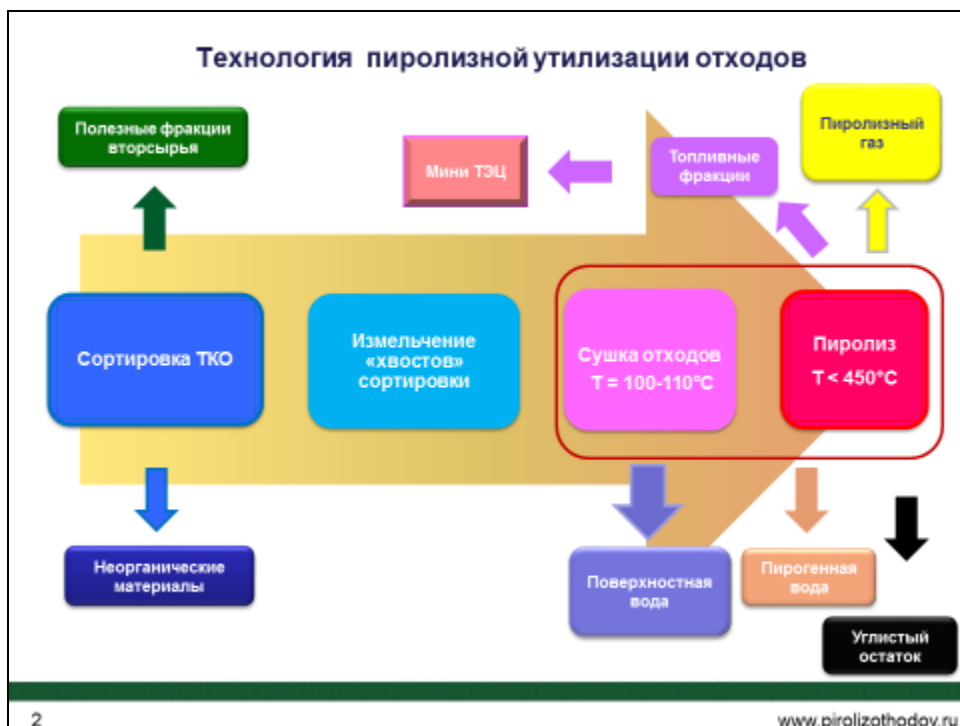 Технология пиролизной утилизации отходов
Полезные фракции
вторсырья
Мини ТЭЦ
Топливные
фракции
Пиролизный
газ
Сортировка ТКО
Измельчение
«хвостов»
сортировки
Сушка отходов
T = 100-110°C
Пиролиз
T < 450°C
Неорганические
материалы
Поверхностная
вода
Пирогенная
вода
Углистый
остаток
2
www.pirolizothodov.ru